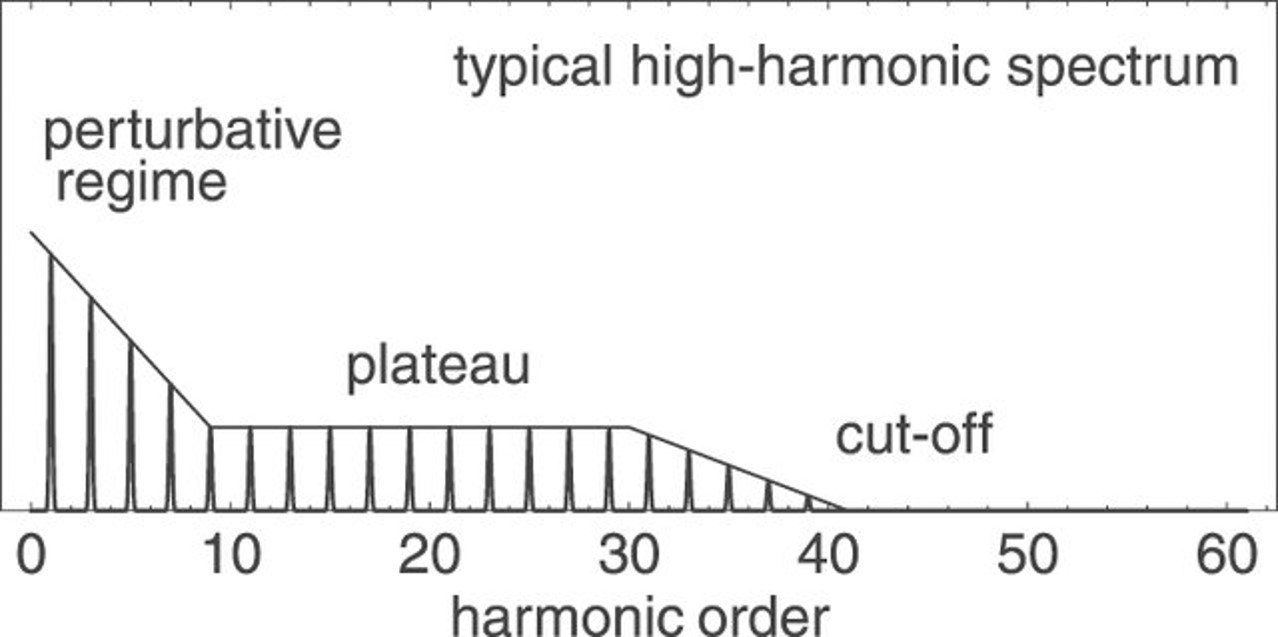 typical high-harmonic spectrum
perturbative
regime
plateau
cut-off
0 10 20 30 40 50 60
harmonic order